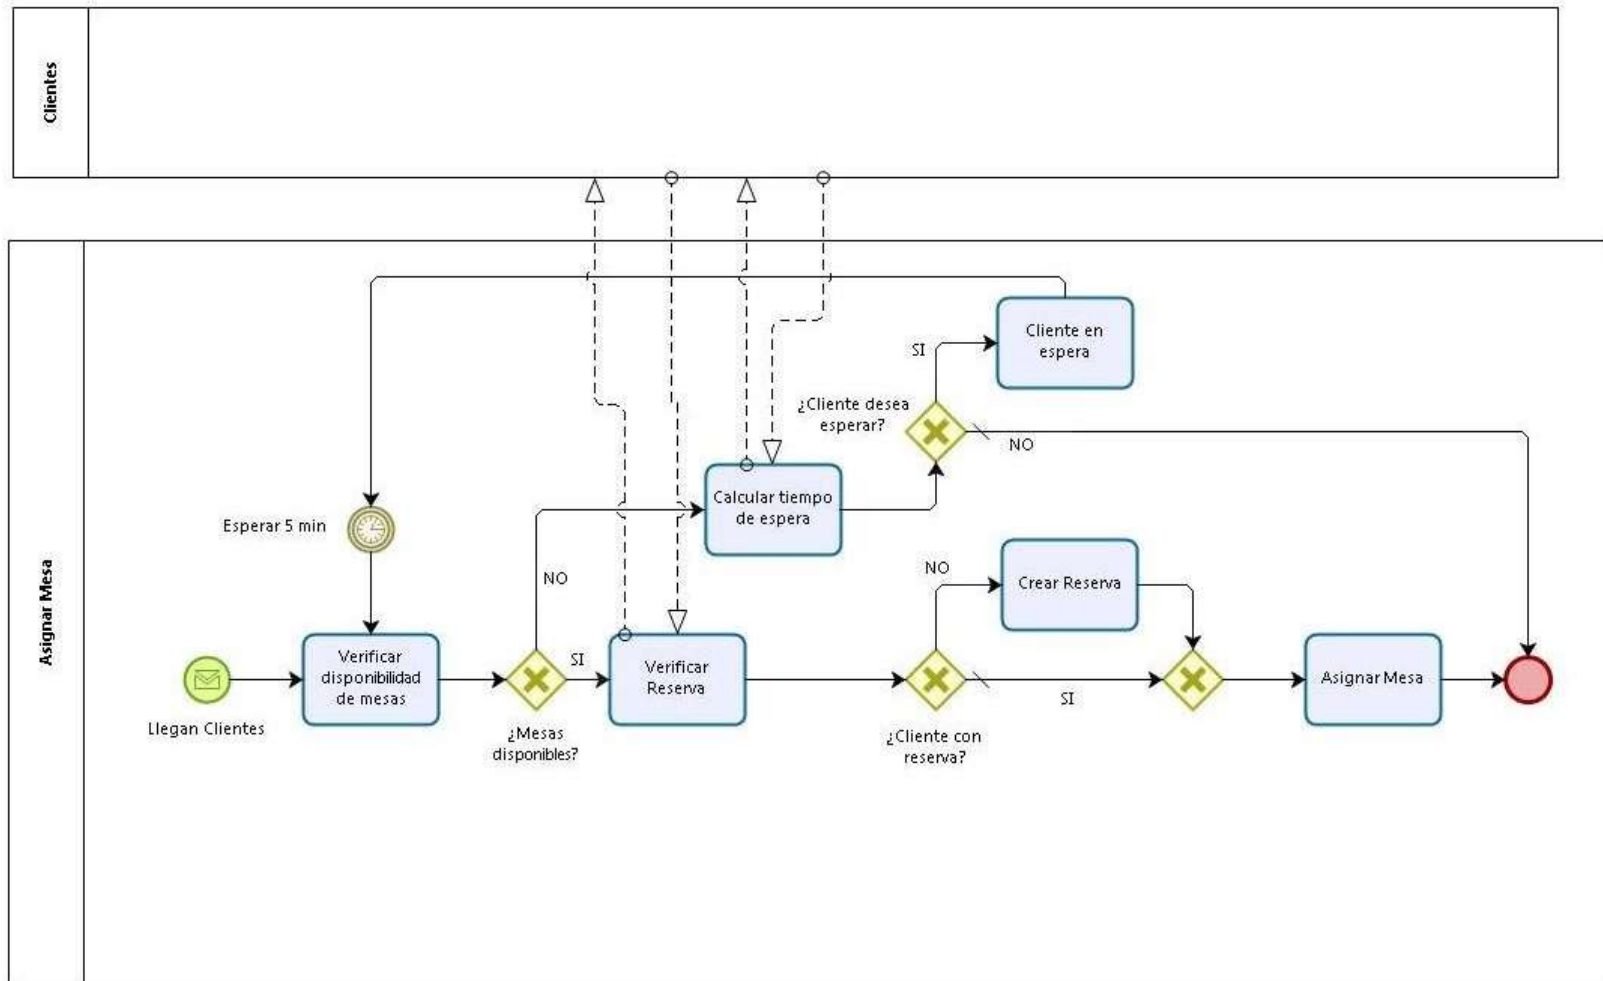 Clientes
Cliente en
espera
SI
¿Cliente desea
esperar?
NO
Calcular tiempo
de espera
Esperar 5 min
Asignar Mesa
NO
NO
Crear Reserva
Verificar
disponibilidad
de mesas
SI
Verificar
Reserva
Asignar Mesa
SI
Llegan Clientes
¿Mesas
disponibles?
¿Cliente con
reserva?